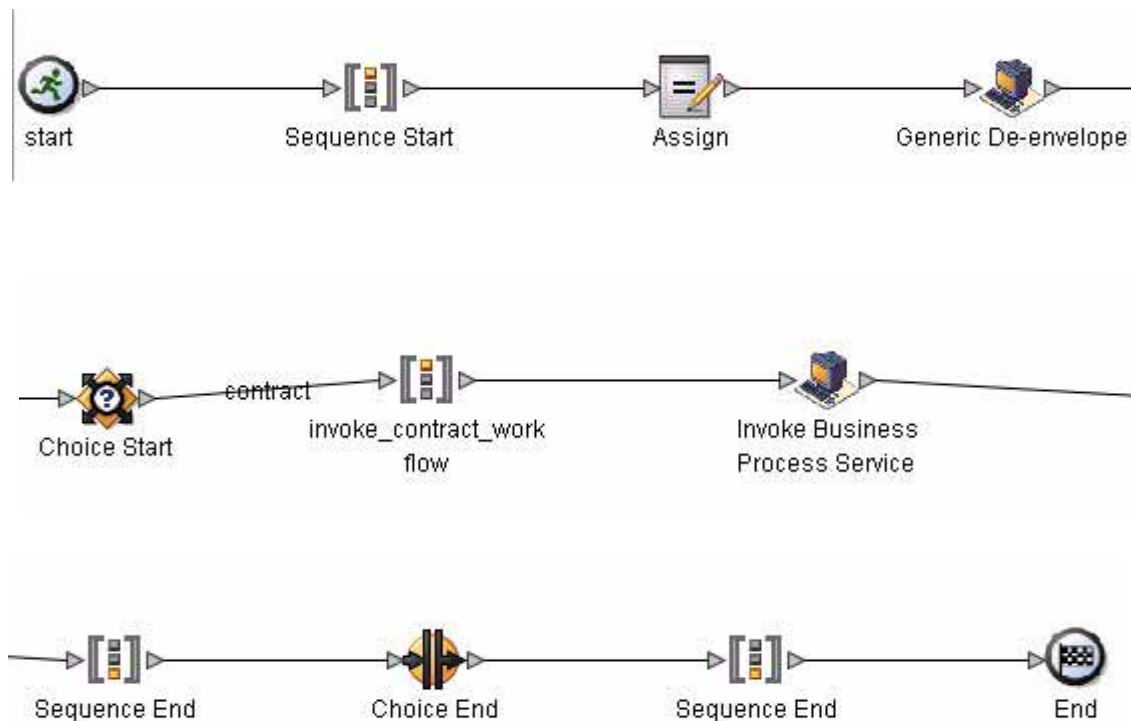 start
Sequence Start
Assign
Generic De-envelope
Choice Start
contract
invoke_contract_work
flow
Invoke Business
Process Service
Sequence End
Choice End
Sequence End
End